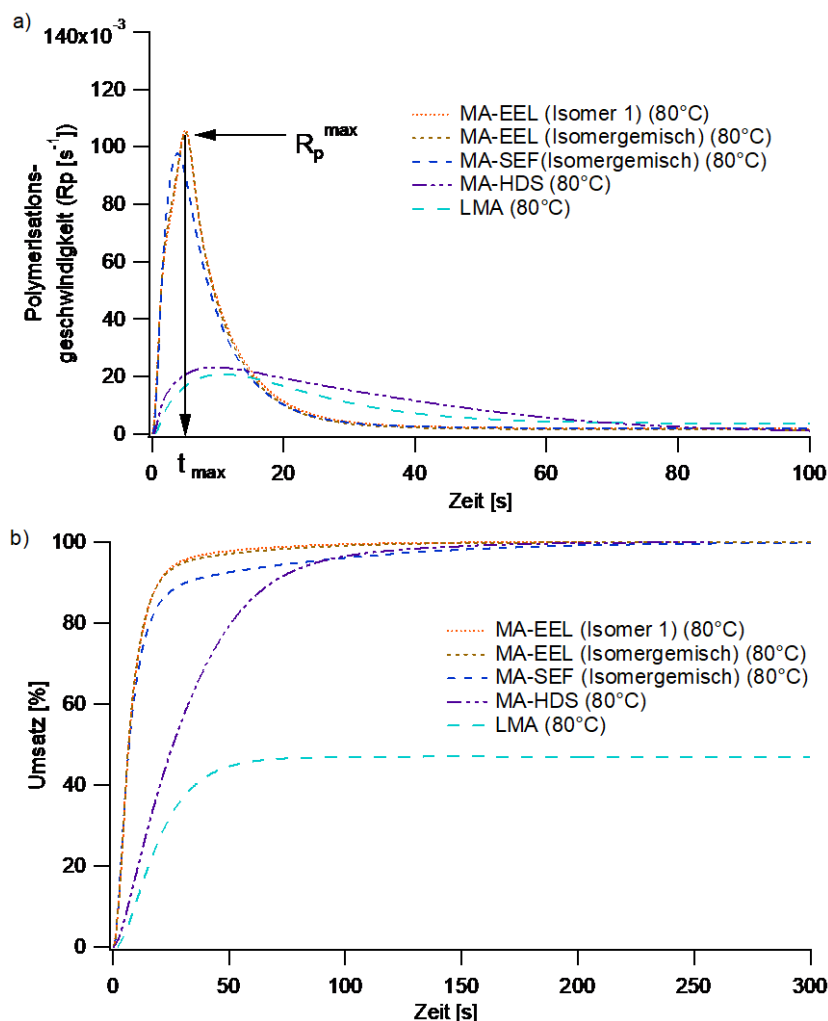 a)
140x10⁻³
120
100
80
60
40
20
0
Polymerisations-
geschwindigkeit (Rp [s⁻¹])
MA-EEL (Isomer 1) (80°C)
MA-EEL (Isomergemisch) (80°C)
MA-SEF(Isomergemisch) (80°C)
MA-HDS (80°C)
LMA (80°C)
Rp max
0
t max
20
40
60
80
100
Zeit [s]
b)
100
80
60
40
20
0
Umsatz [%]
MA-EEL (Isomer 1) (80°C)
MA-EEL (Isomergemisch) (80°C)
MA-SEF (Isomergemisch) (80°C)
MA-HDS (80°C)
LMA (80°C)
0
50
100
150
200
250
300
Zeit [s]